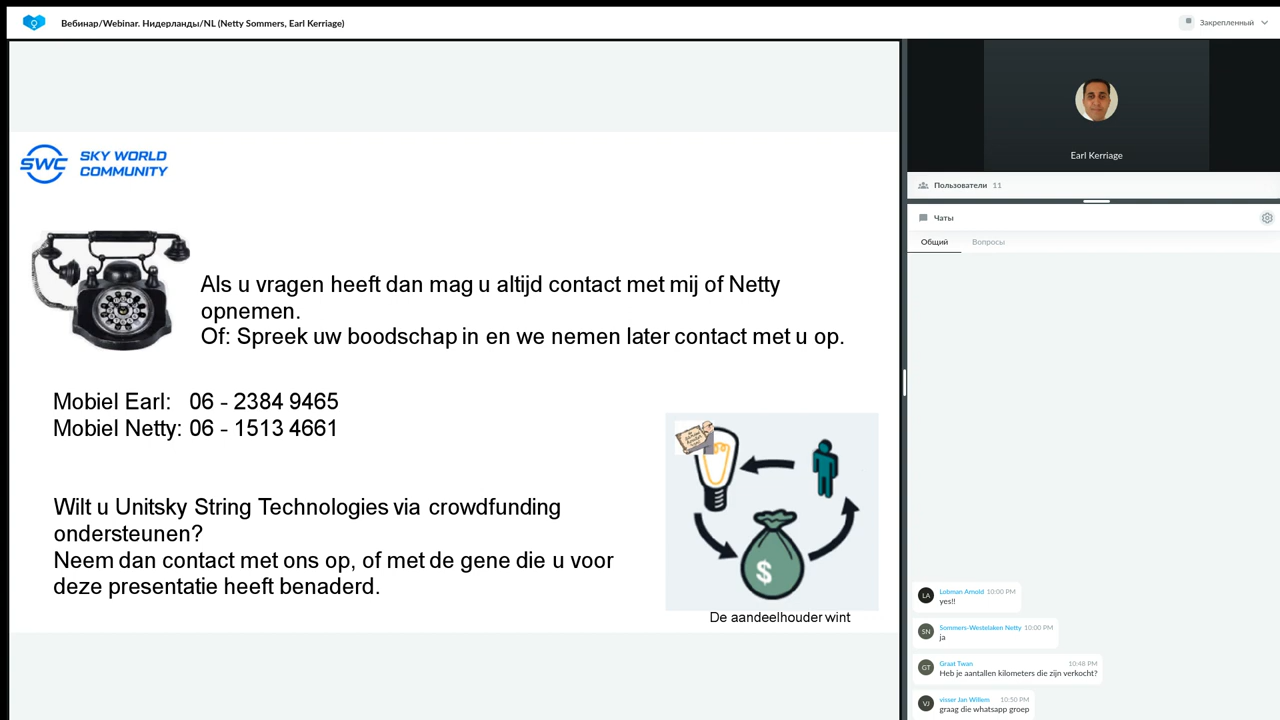 Вебинар/Webinar. Нидерланды/NL (Netty Sommers, Earl Kerriage)
Закрепленный
SWC
SKY WORLD
COMMUNITY
Als u vragen heeft dan mag u altijd contact met mij of Netty
opnemen.
Of: Spreek uw boodschap in en we nemen later contact met u op.
Mobiel Earl: 06 - 2384 9465
Mobiel Netty: 06 - 1513 4661
Wilt u Unitsky String Technologies via crowdfunding
ondersteunen?
Neem dan contact met ons op, of met de gene die u voor
deze presentatie heeft benaderd.
$
De aandeelhouder wint
Earl Kerriage
Пользователи 11
Чаты
Общий Вопросы
LA
Lobman Arnold 10:00 PM
yes!!
SN
Sommers-Westelaken Netty 10:00 PM
ja
GT
Graat Twan 10:48 PM
Heb je aantallen kilometers die zijn verkocht?
VJ
visser Jan Willem 10:50 PM
graag die whatsapp groep